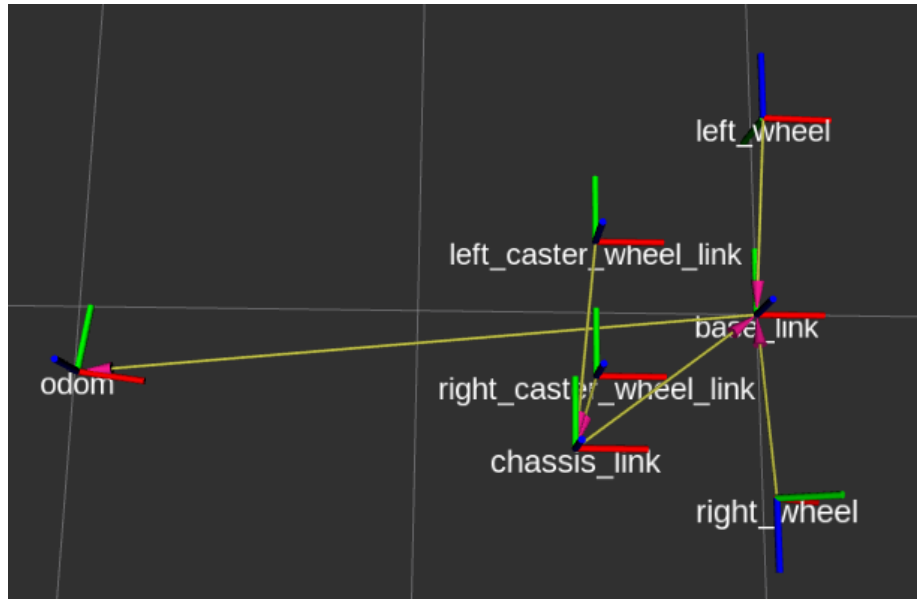 left_wheel
left_caster_wheel_link
base_link
odom
right_caster_wheel_link
chassis_link
right_wheel